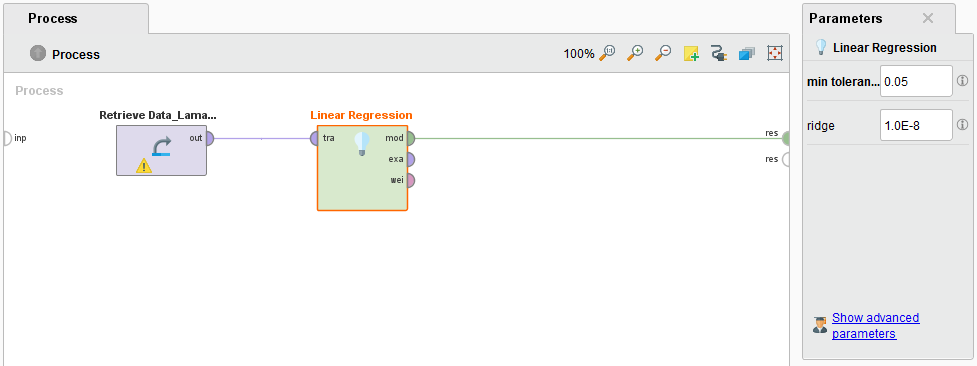 Process
Process
100%
Process
Retrieve Data_Lama...
inp
out
Linear Regression
tra
mod
exa
wei
res
res
Parameters
Linear Regression
min toleran... 0.05
ridge 1.0E-8
Show advanced
parameters